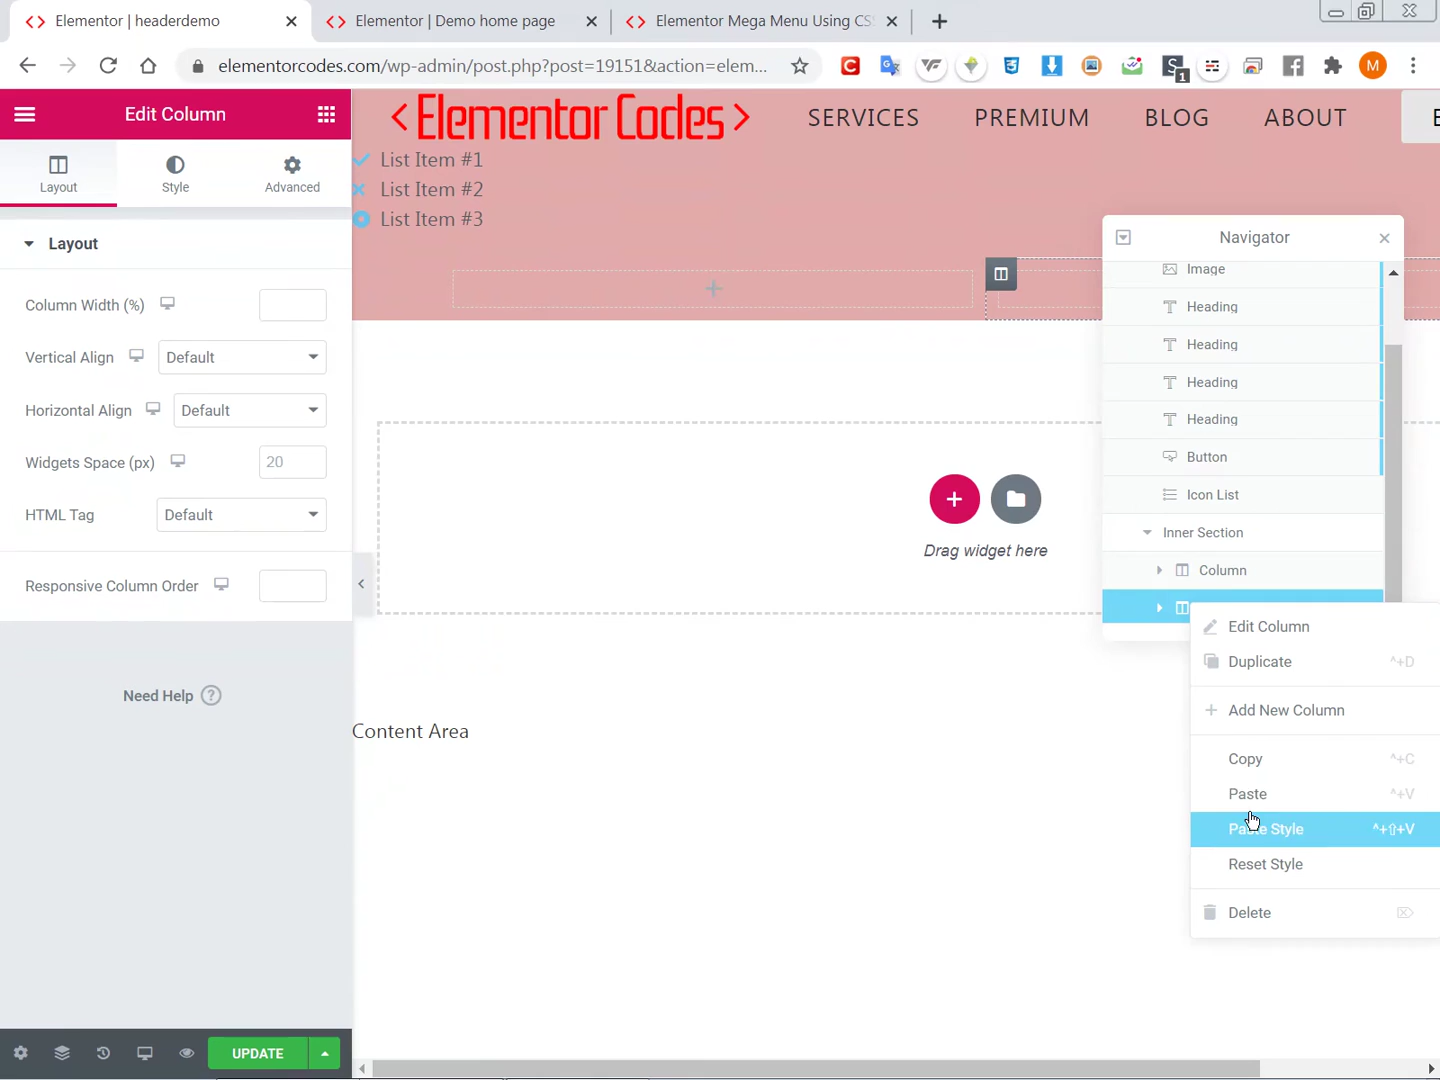 Elementor | headerdemo
Elementor | Demo home page
Elementor Mega Menu Using CS
elementorcodes.com/wp-admin/post.php?post=19151&action=elem...
1
M
Edit Column
<Elementor Codes>
SERVICES
PREMIUM
BLOG
ABOUT
E
Layout
Style
Advanced
List Item #1
List Item #2
List Item #3
Layout
Column Width (%)
Vertical Align
Default
Horizontal Align
Default
Widgets Space (px)
20
HTML Tag
Default
Responsive Column Order
Need Help
Drag widget here
Content Area
Navigator
Image
Heading
Heading
Heading
Heading
Button
Icon List
Inner Section
Column
Edit Column
Duplicate ^+D
Add New Column
Copy ^+C
Paste ^+V
Paste Style ^+⇧+V
Reset Style
Delete ⌦
UPDATE